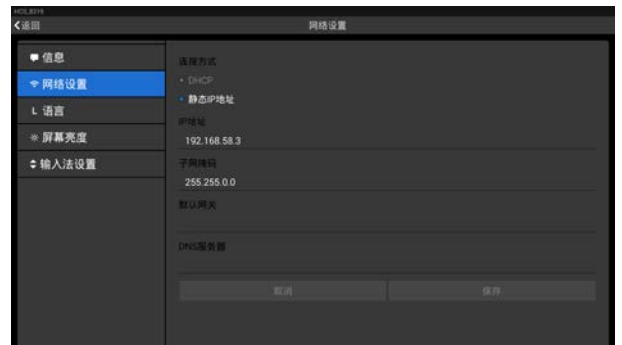 返回
网络设置
信息
网络设置
L 语言
屏幕亮度
输入法设置
连接方式
DHCP
静态IP地址
IP地址
192.168.58.3
子网掩码
255.255.0.0
默认网关
DNS服务器
取消
保存